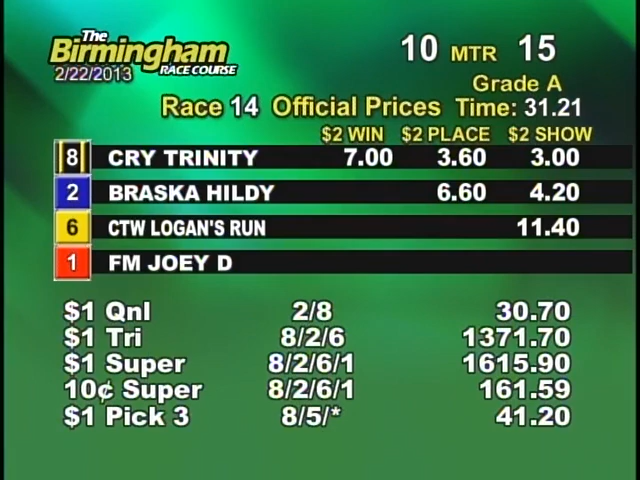 The
Birmingham
RACE COURSE
2/22/2013
10 MTR 15
Grade A
Race 14 Official Prices Time: 31.21
$2 WIN $2 PLACE $2 SHOW
8 CRY TRINITY 7.00 3.60 3.00
2 BRASKA HILDY 6.60 4.20
6 CTW LOGAN'S RUN 11.40
1 FM JOEY D
$1 Qnl 2/8 30.70
$1 Tri 8/2/6 1371.70
$1 Super 8/2/6/1 1615.90
10¢ Super 8/2/6/1 161.59
$1 Pick 3 8/5/* 41.20